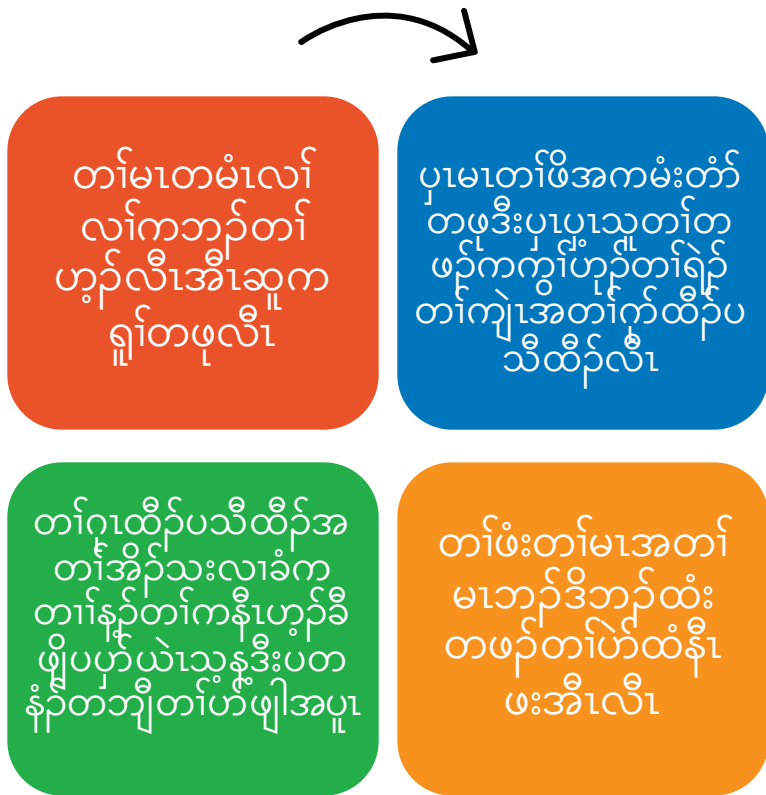 တၢ်မၤတမံၤလၢ်
လၢ်ကဘၣ်တၢ်
ဟ့ၣ်လီၤအီၤဆူက
ရူၢ်တဖုလီၤ
ပှၤမၤတၢ်ဖိအကမံးတံာ်
တဖုဒီးပှၤပှ့ၤသူတၢ်တ
ဖၣ်ကကွၢ်ဟုၣ်တၢ်ရဲၣ်
တၢ်ကျဲၤအတၢ်က့ာ်ထီၣ်ပ
သီထီၣ်လီၤ
တၢ်ဂုၤထီၣ်ပသီထီၣ်အ
တၢ်အိၣ်သးလၢခံက
တၢၢ်န့ၣ်တၢ်ကနီၤဟ့ၣ်ခီ
ဖျိပပှာ်ယဲၤသ့နၞ့ဒီးပတ
နံၣ်တဘျီတၢ်ဟ်ဖျါအပူၤ
တၢ်ဖံးတၢ်မၤအတၢ်
မၤဘၣ်ဒိဘၣ်ထံး
တဖၣ်တၢ်ဟ်ထံနီၤ
ဖးအီၤလီၤ